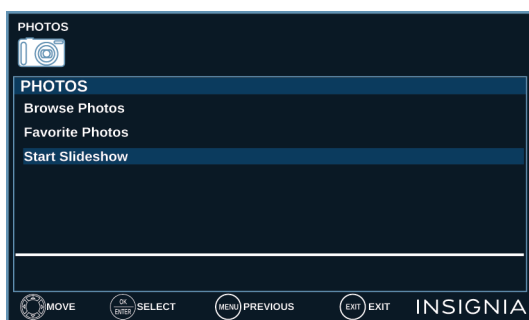 PHOTOS
PHOTOS
Browse Photos
Favorite Photos
Start Slideshow
MOVE OK ENTER SELECT MENU PREVIOUS EXIT EXIT INSIGNIA